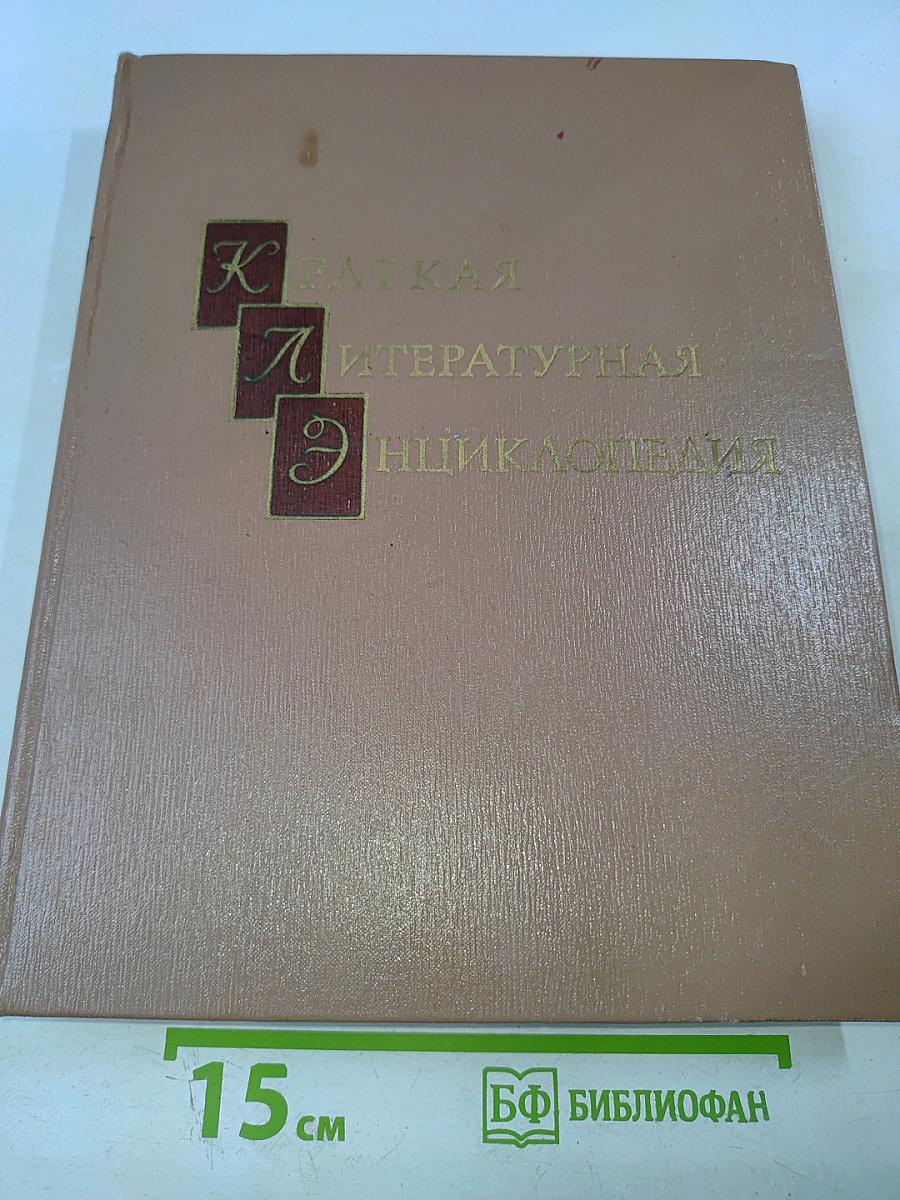 КРАТКАЯ
ЛИТЕРАТУРНАЯ
ЭНЦИКЛОПЕДИЯ
15 см
БФ БИБЛИОФАН